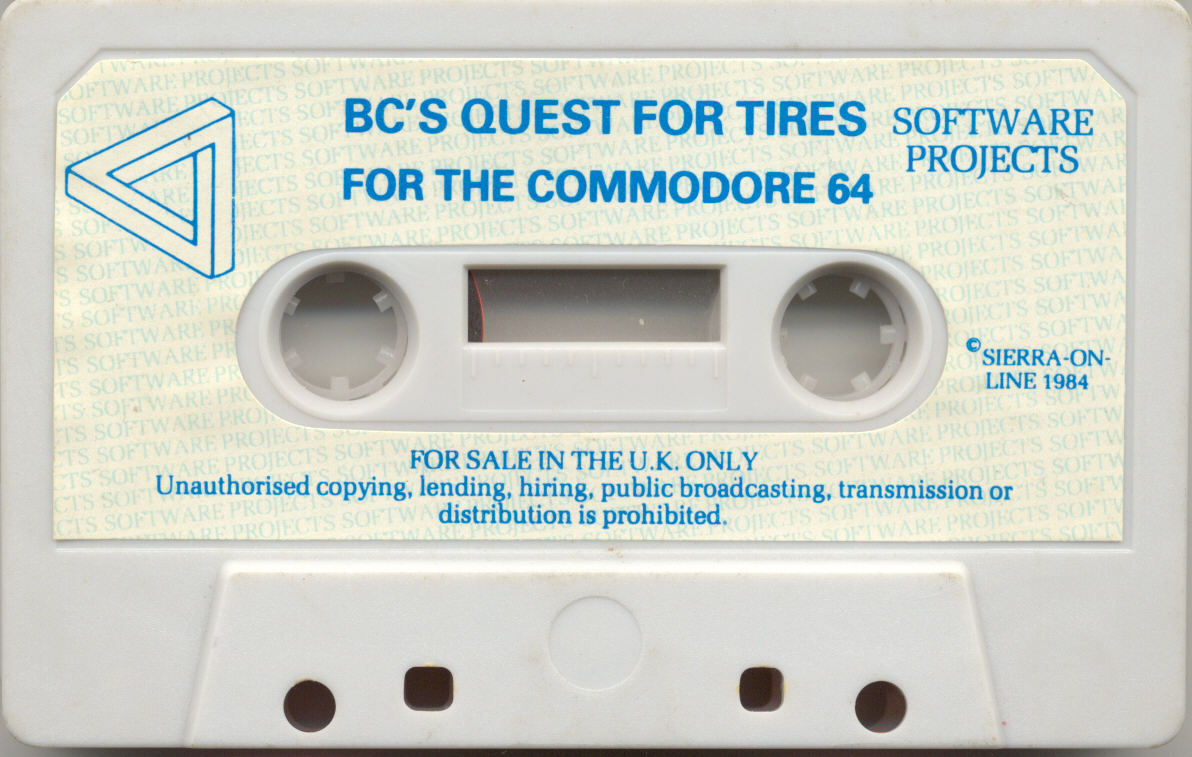 BC'S QUEST FOR TIRES
FOR THE COMMODORE 64
SOFTWARE
PROJECTS
© SIERRA-ON-
LINE 1984
FOR SALE IN THE U.K. ONLY
Unauthorised copying, lending, hiring, public broadcasting, transmission or
distribution is prohibited.